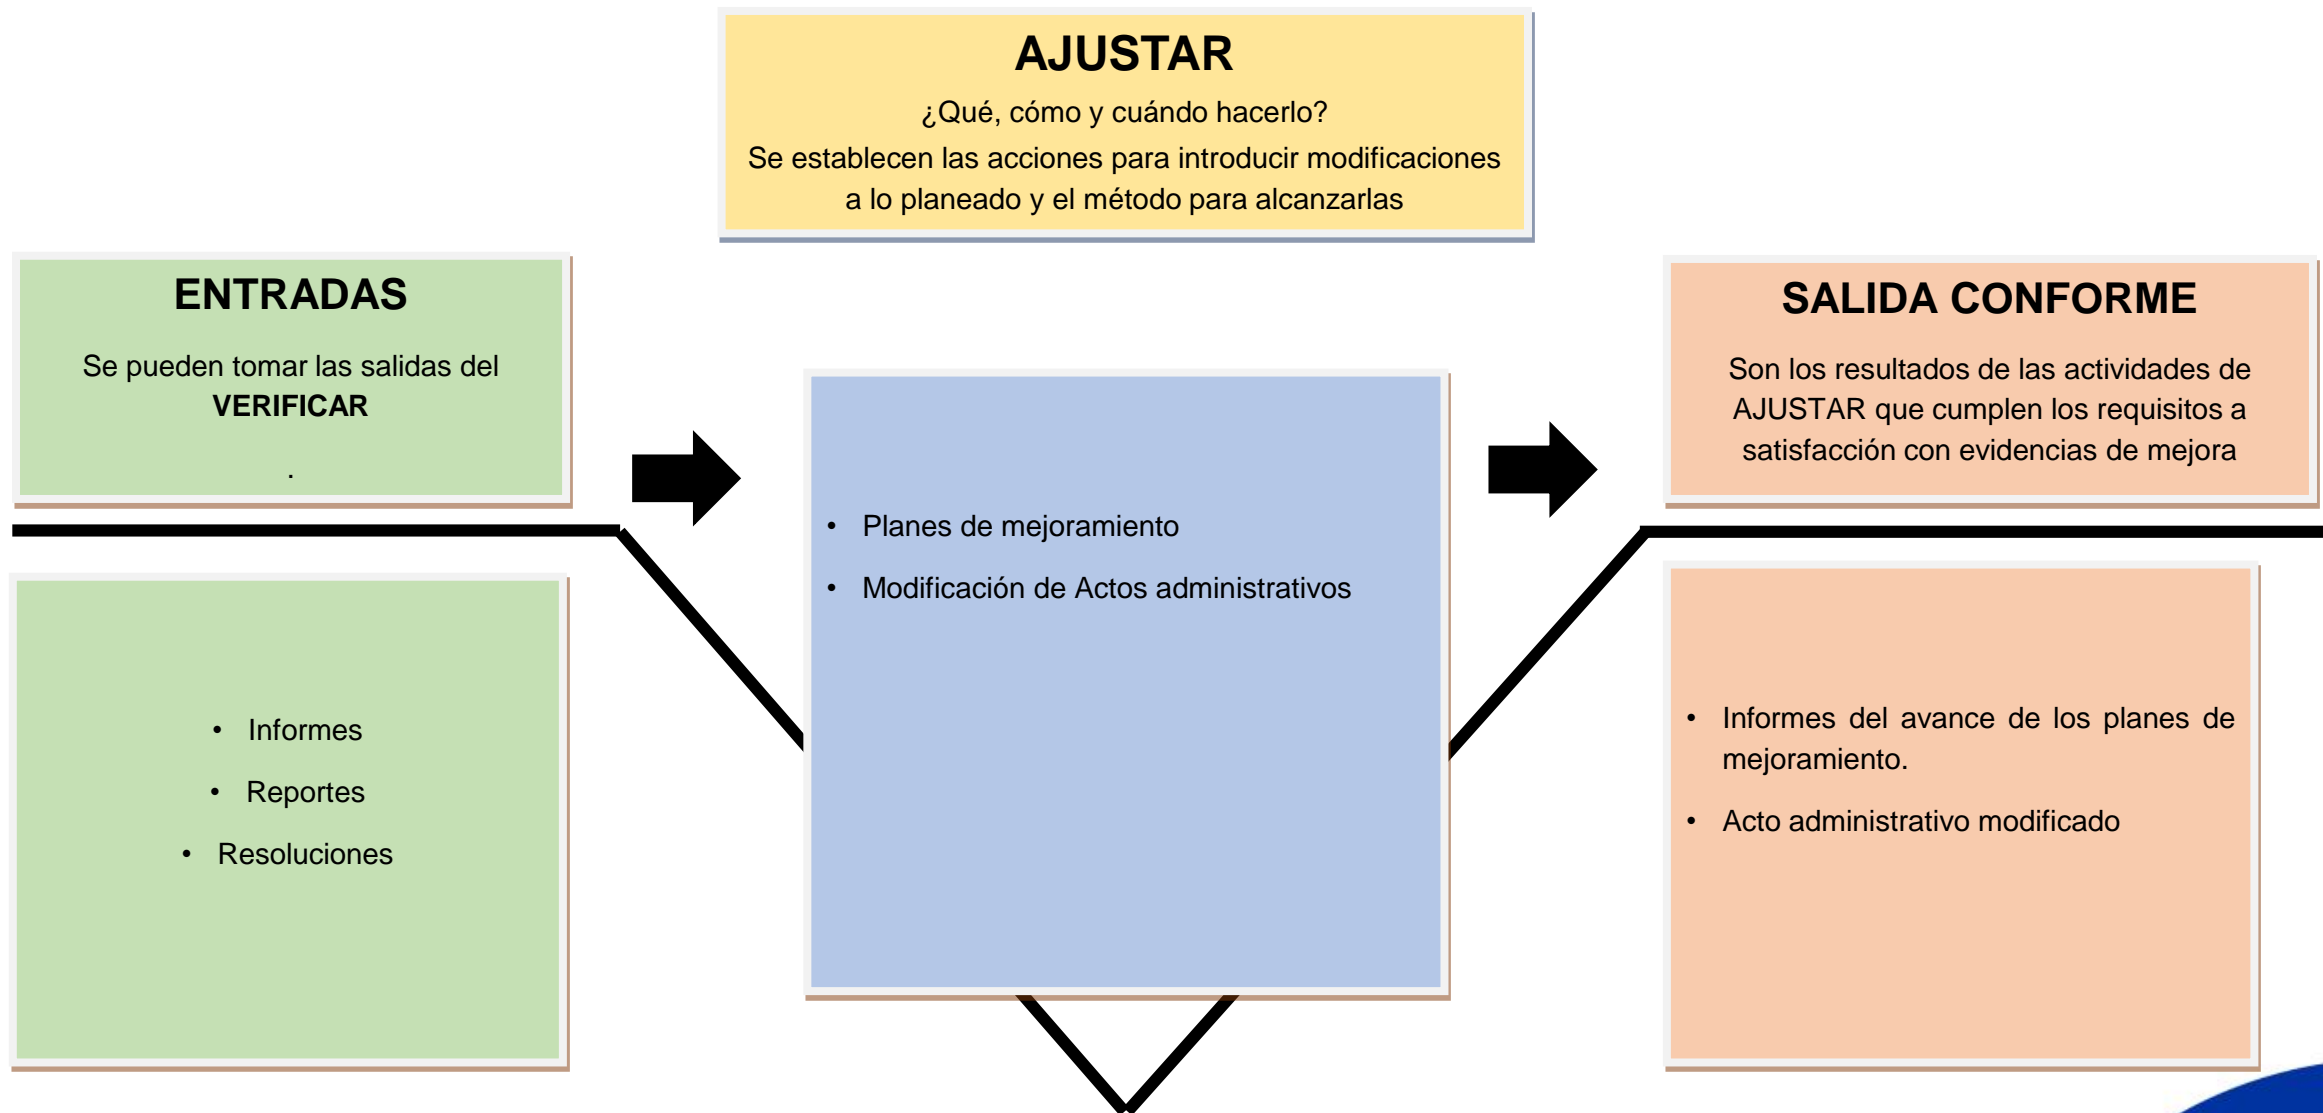 AJUSTAR
¿Qué, cómo y cuándo hacerlo?
Se establecen las acciones para introducir modificaciones
a lo planeado y el método para alcanzarlas
ENTRADAS
Se pueden tomar las salidas del
VERIFICAR
.
SALIDA CONFORME
Son los resultados de las actividades de
AJUSTAR que cumplen los requisitos a
satisfacción con evidencias de mejora
• Planes de mejoramiento
• Modificación de Actos administrativos
• Informes
• Reportes
• Resoluciones
• Informes del avance de los planes de
mejoramiento.
• Acto administrativo modificado